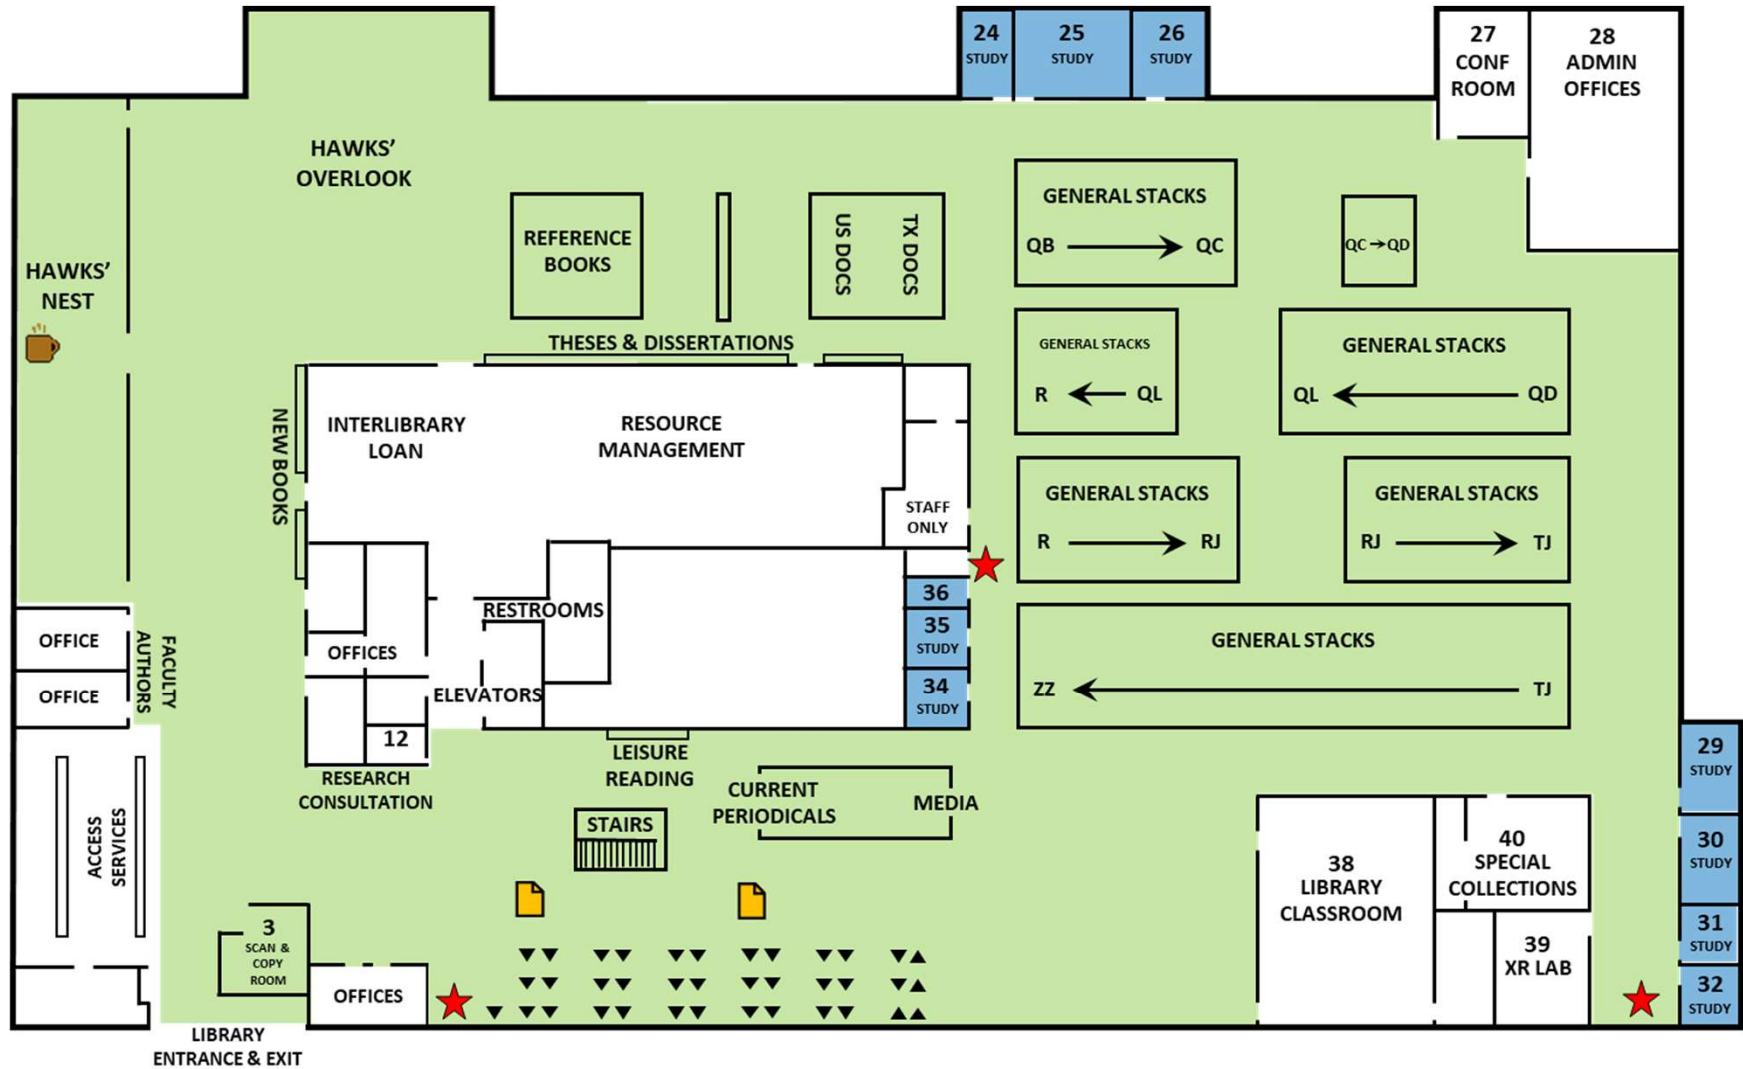 24
STUDY
25
STUDY
26
STUDY
27
CONF
ROOM
28
ADMIN
OFFICES
HAWKS'
OVERLOOK
HAWKS'
NEST
REFERENCE
BOOKS
US DOCS
TX DOCS
GENERAL STACKS
QB
QC
QC
QD
THESES & DISSERTATIONS
GENERAL STACKS
R
QL
GENERAL STACKS
QL
QD
NEW BOOKS
INTERLIBRARY
LOAN
RESOURCE
MANAGEMENT
STAFF
ONLY
GENERAL STACKS
R
RJ
GENERAL STACKS
RJ
TJ
36
35
STUDY
34
STUDY
RESTROOMS
OFFICES
ELEVATORS
12
OFFICE
OFFICE
FACULTY
AUTHORS
GENERAL STACKS
ZZ
TJ
RESEARCH
CONSULTATION
LEISURE
READING
CURRENT
PERIODICALS
MEDIA
STAIRS
ACCESS
SERVICES
3
SCAN &
COPY
ROOM
OFFICES
LIBRARY
ENTRANCE & EXIT
38
LIBRARY
CLASSROOM
40
SPECIAL
COLLECTIONS
39
XR LAB
29
STUDY
30
STUDY
31
STUDY
32
STUDY